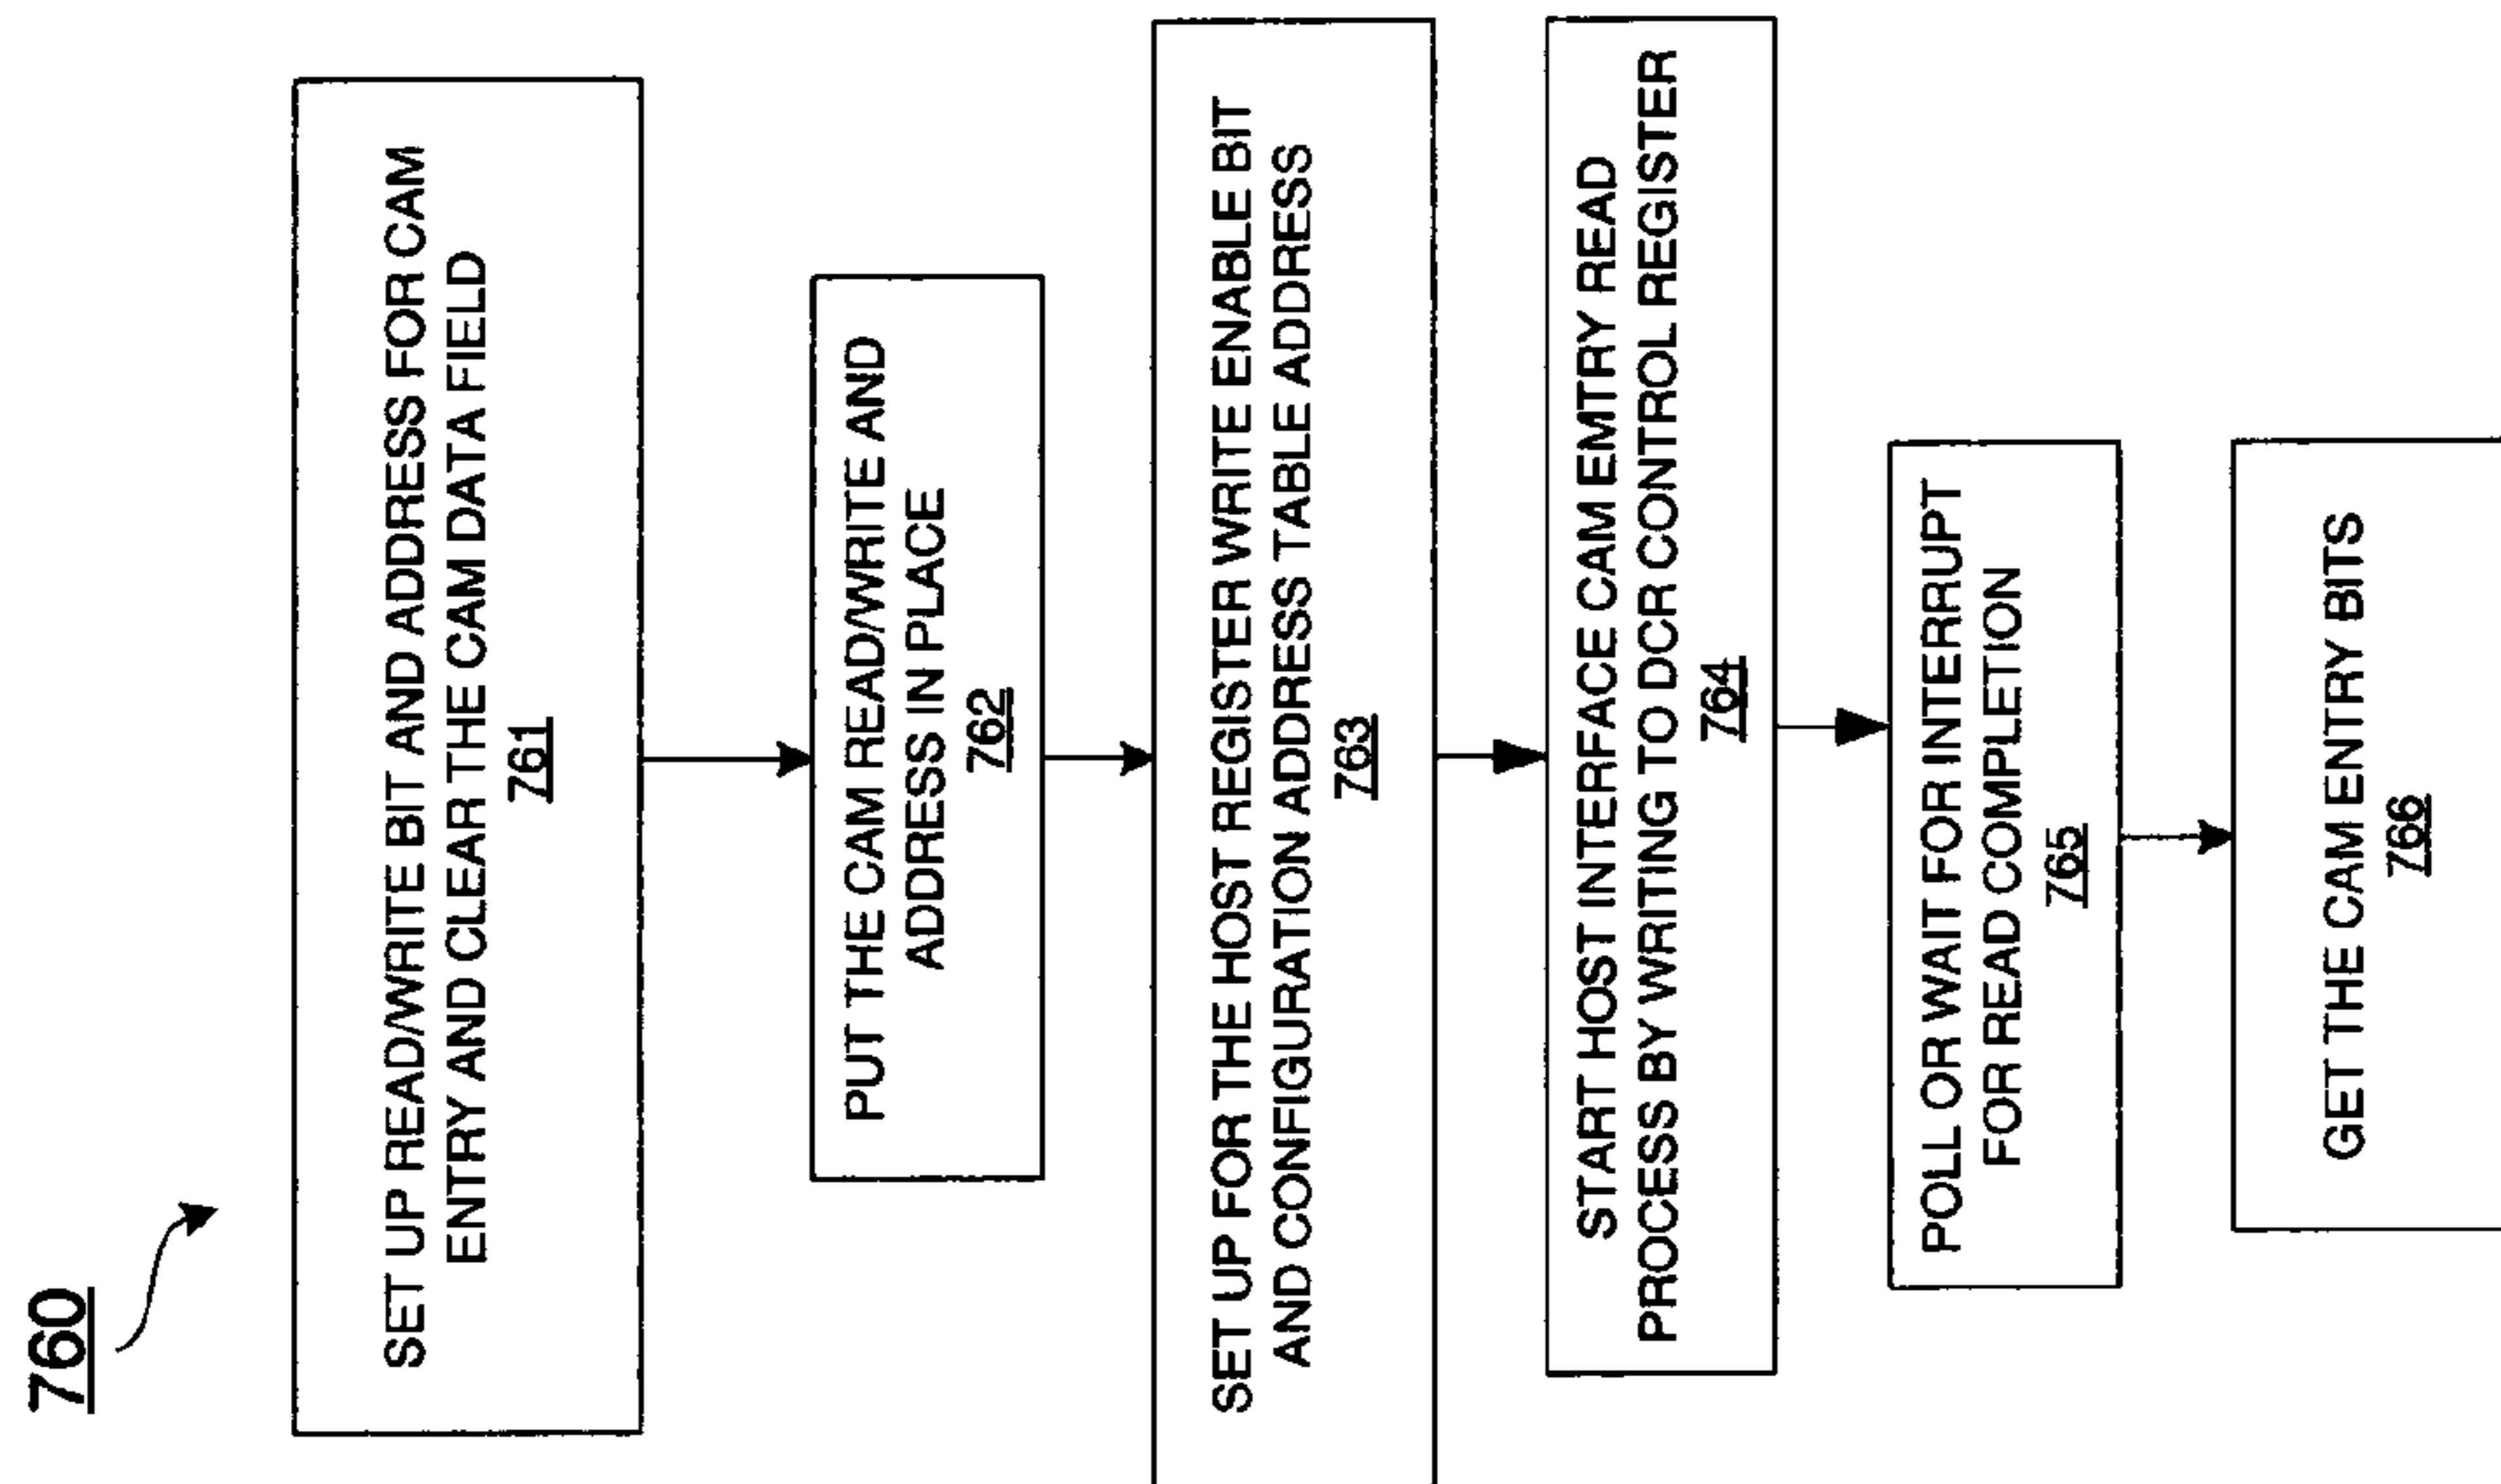 760
SET UP READ/WRITE BIT AND ADDRESS FOR CAM
ENTRY AND CLEAR THE CAM DATA FIELD
761
PUT THE CAM READ/WRITE AND
ADDRESS IN PLACE
762
SET UP FOR THE HOST REGISTER WRITE ENABLE BIT
AND CONFIGURATION ADDRESS TABLE ADDRESS
763
START HOST INTERFACE CAM EMTRY READ
PROCESS BY WRITING TO DCR CONTROL REGISTER
764
POLL OR WAIT FOR INTERRUPT
FOR READ COMPLETION
765
GET THE CAM ENTRY BITS
766